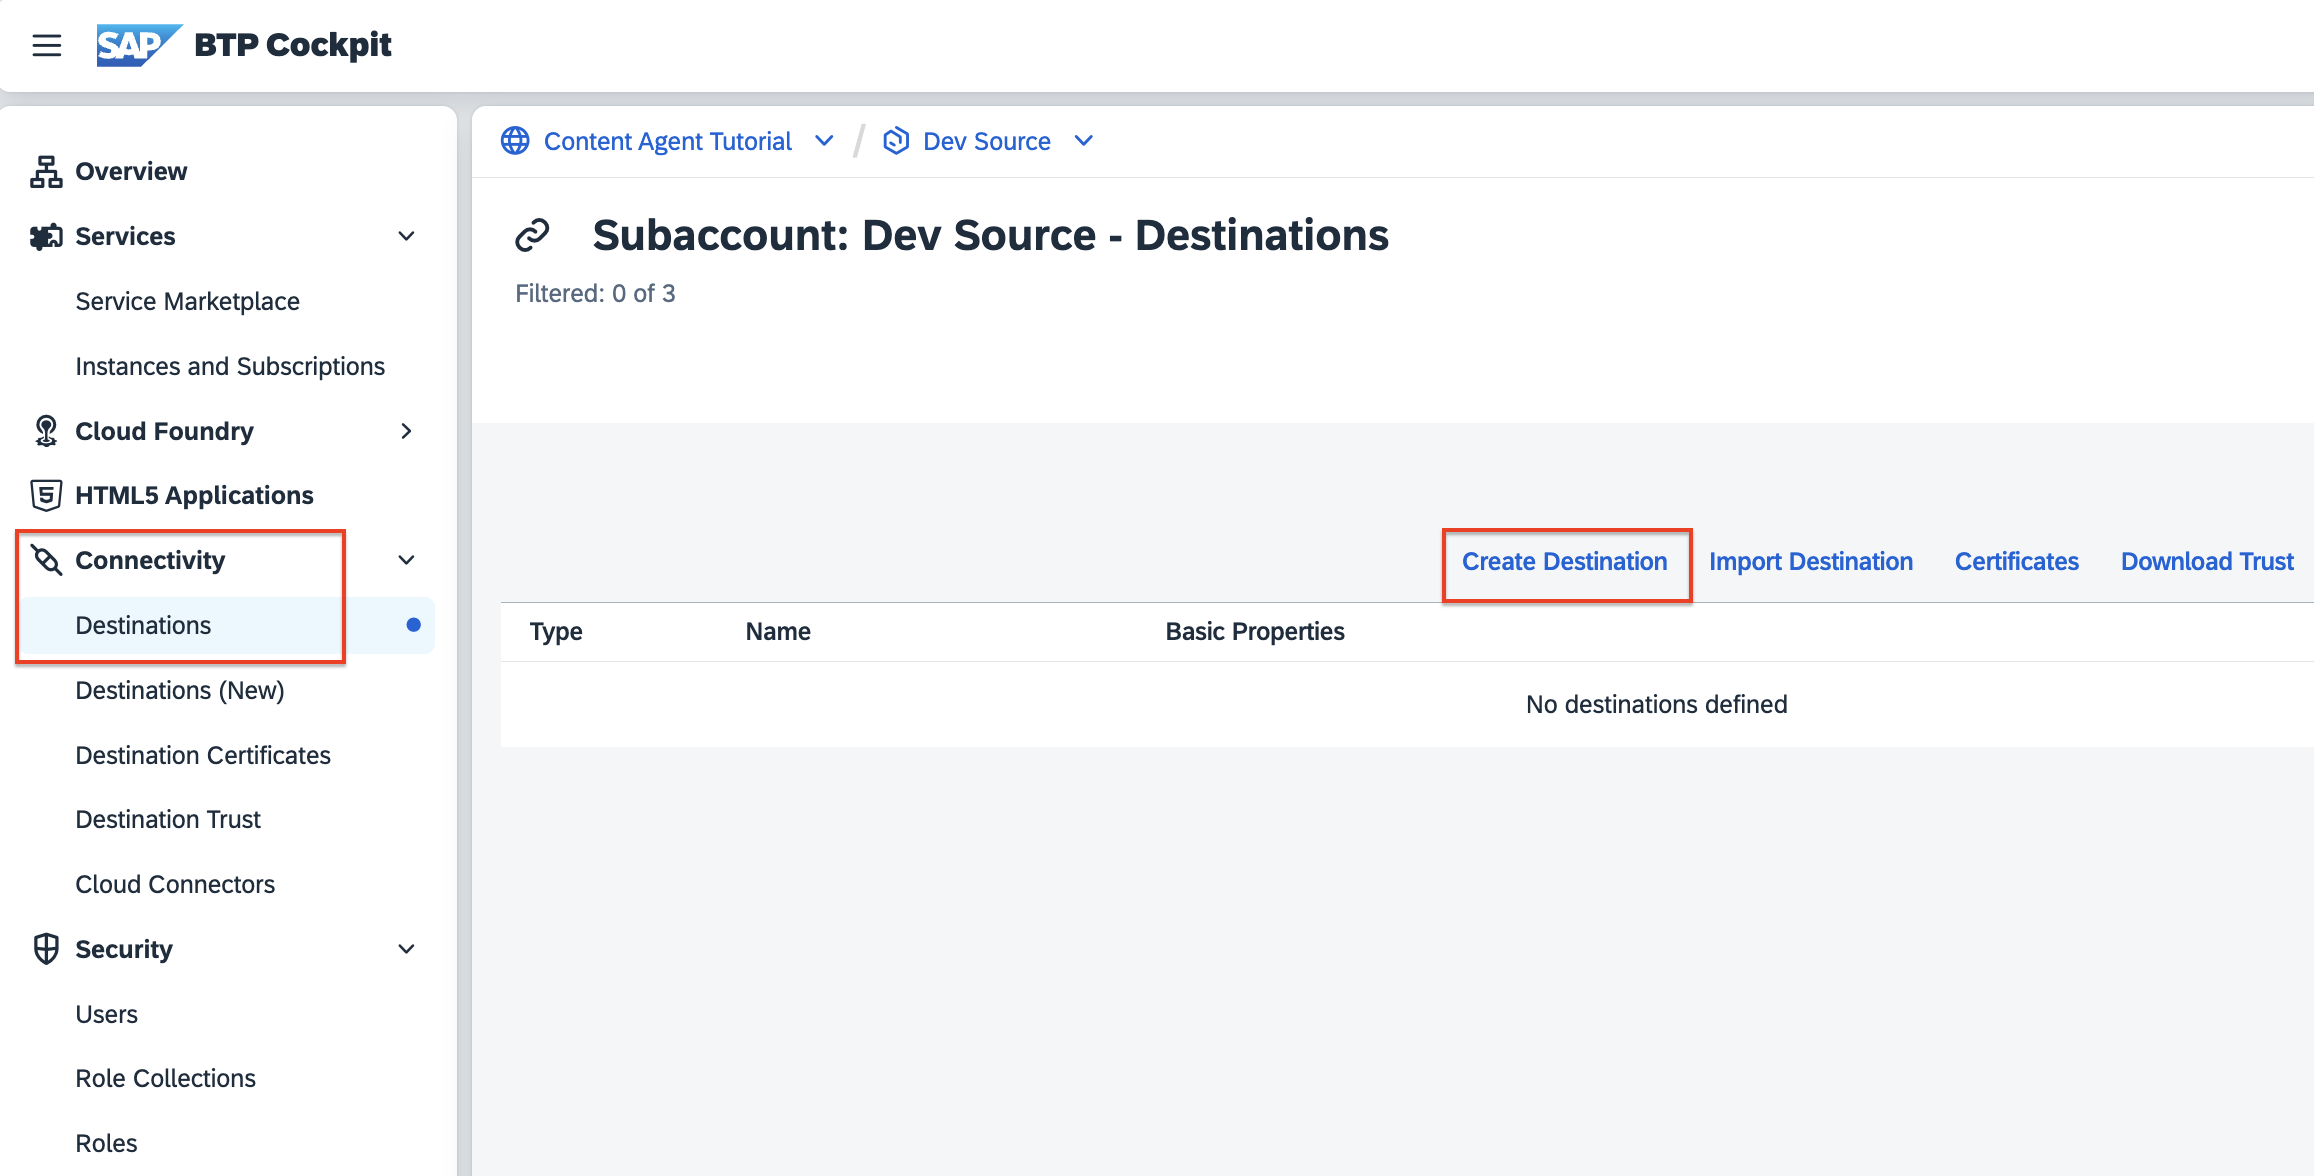 SAP BTP Cockpit
Overview
Services
Service Marketplace
Instances and Subscriptions
Cloud Foundry
HTML5 Applications
Connectivity
Destinations
Destinations (New)
Destination Certificates
Destination Trust
Cloud Connectors
Security
Users
Role Collections
Roles
Content Agent Tutorial / Dev Source
Subaccount: Dev Source - Destinations
Filtered: 0 of 3
Create Destination Import Destination Certificates Download Trust
Type Name Basic Properties
No destinations defined